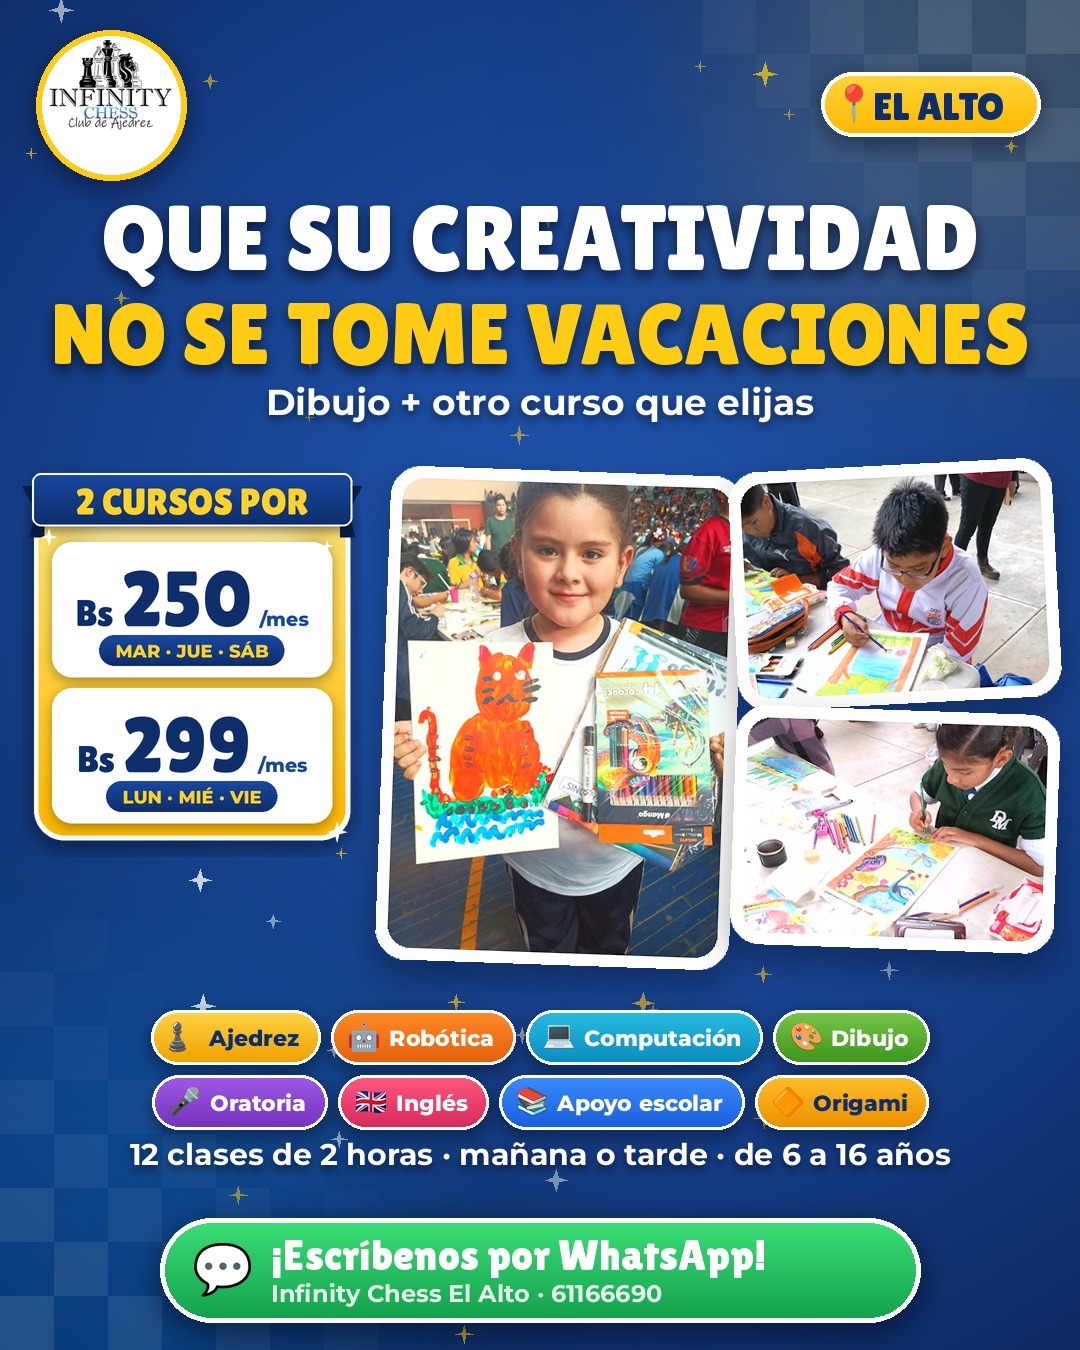 INFINITY
CHESS
Club de Ajedrez
EL ALTO
QUE SU CREATIVIDAD
NO SE TOME VACACIONES
Dibujo + otro curso que elijas
2 CURSOS POR
Bs 250 /mes
MAR · JUE · SÁB
Bs 299 /mes
LUN · MIÉ · VIE
Mango
DM
Ajedrez
Robótica
Computación
Dibujo
Oratoria
Inglés
Apoyo escolar
Origami
12 clases de 2 horas · mañana o tarde · de 6 a 16 años
¡Escríbenos por WhatsApp!
Infinity Chess El Alto · 61166690